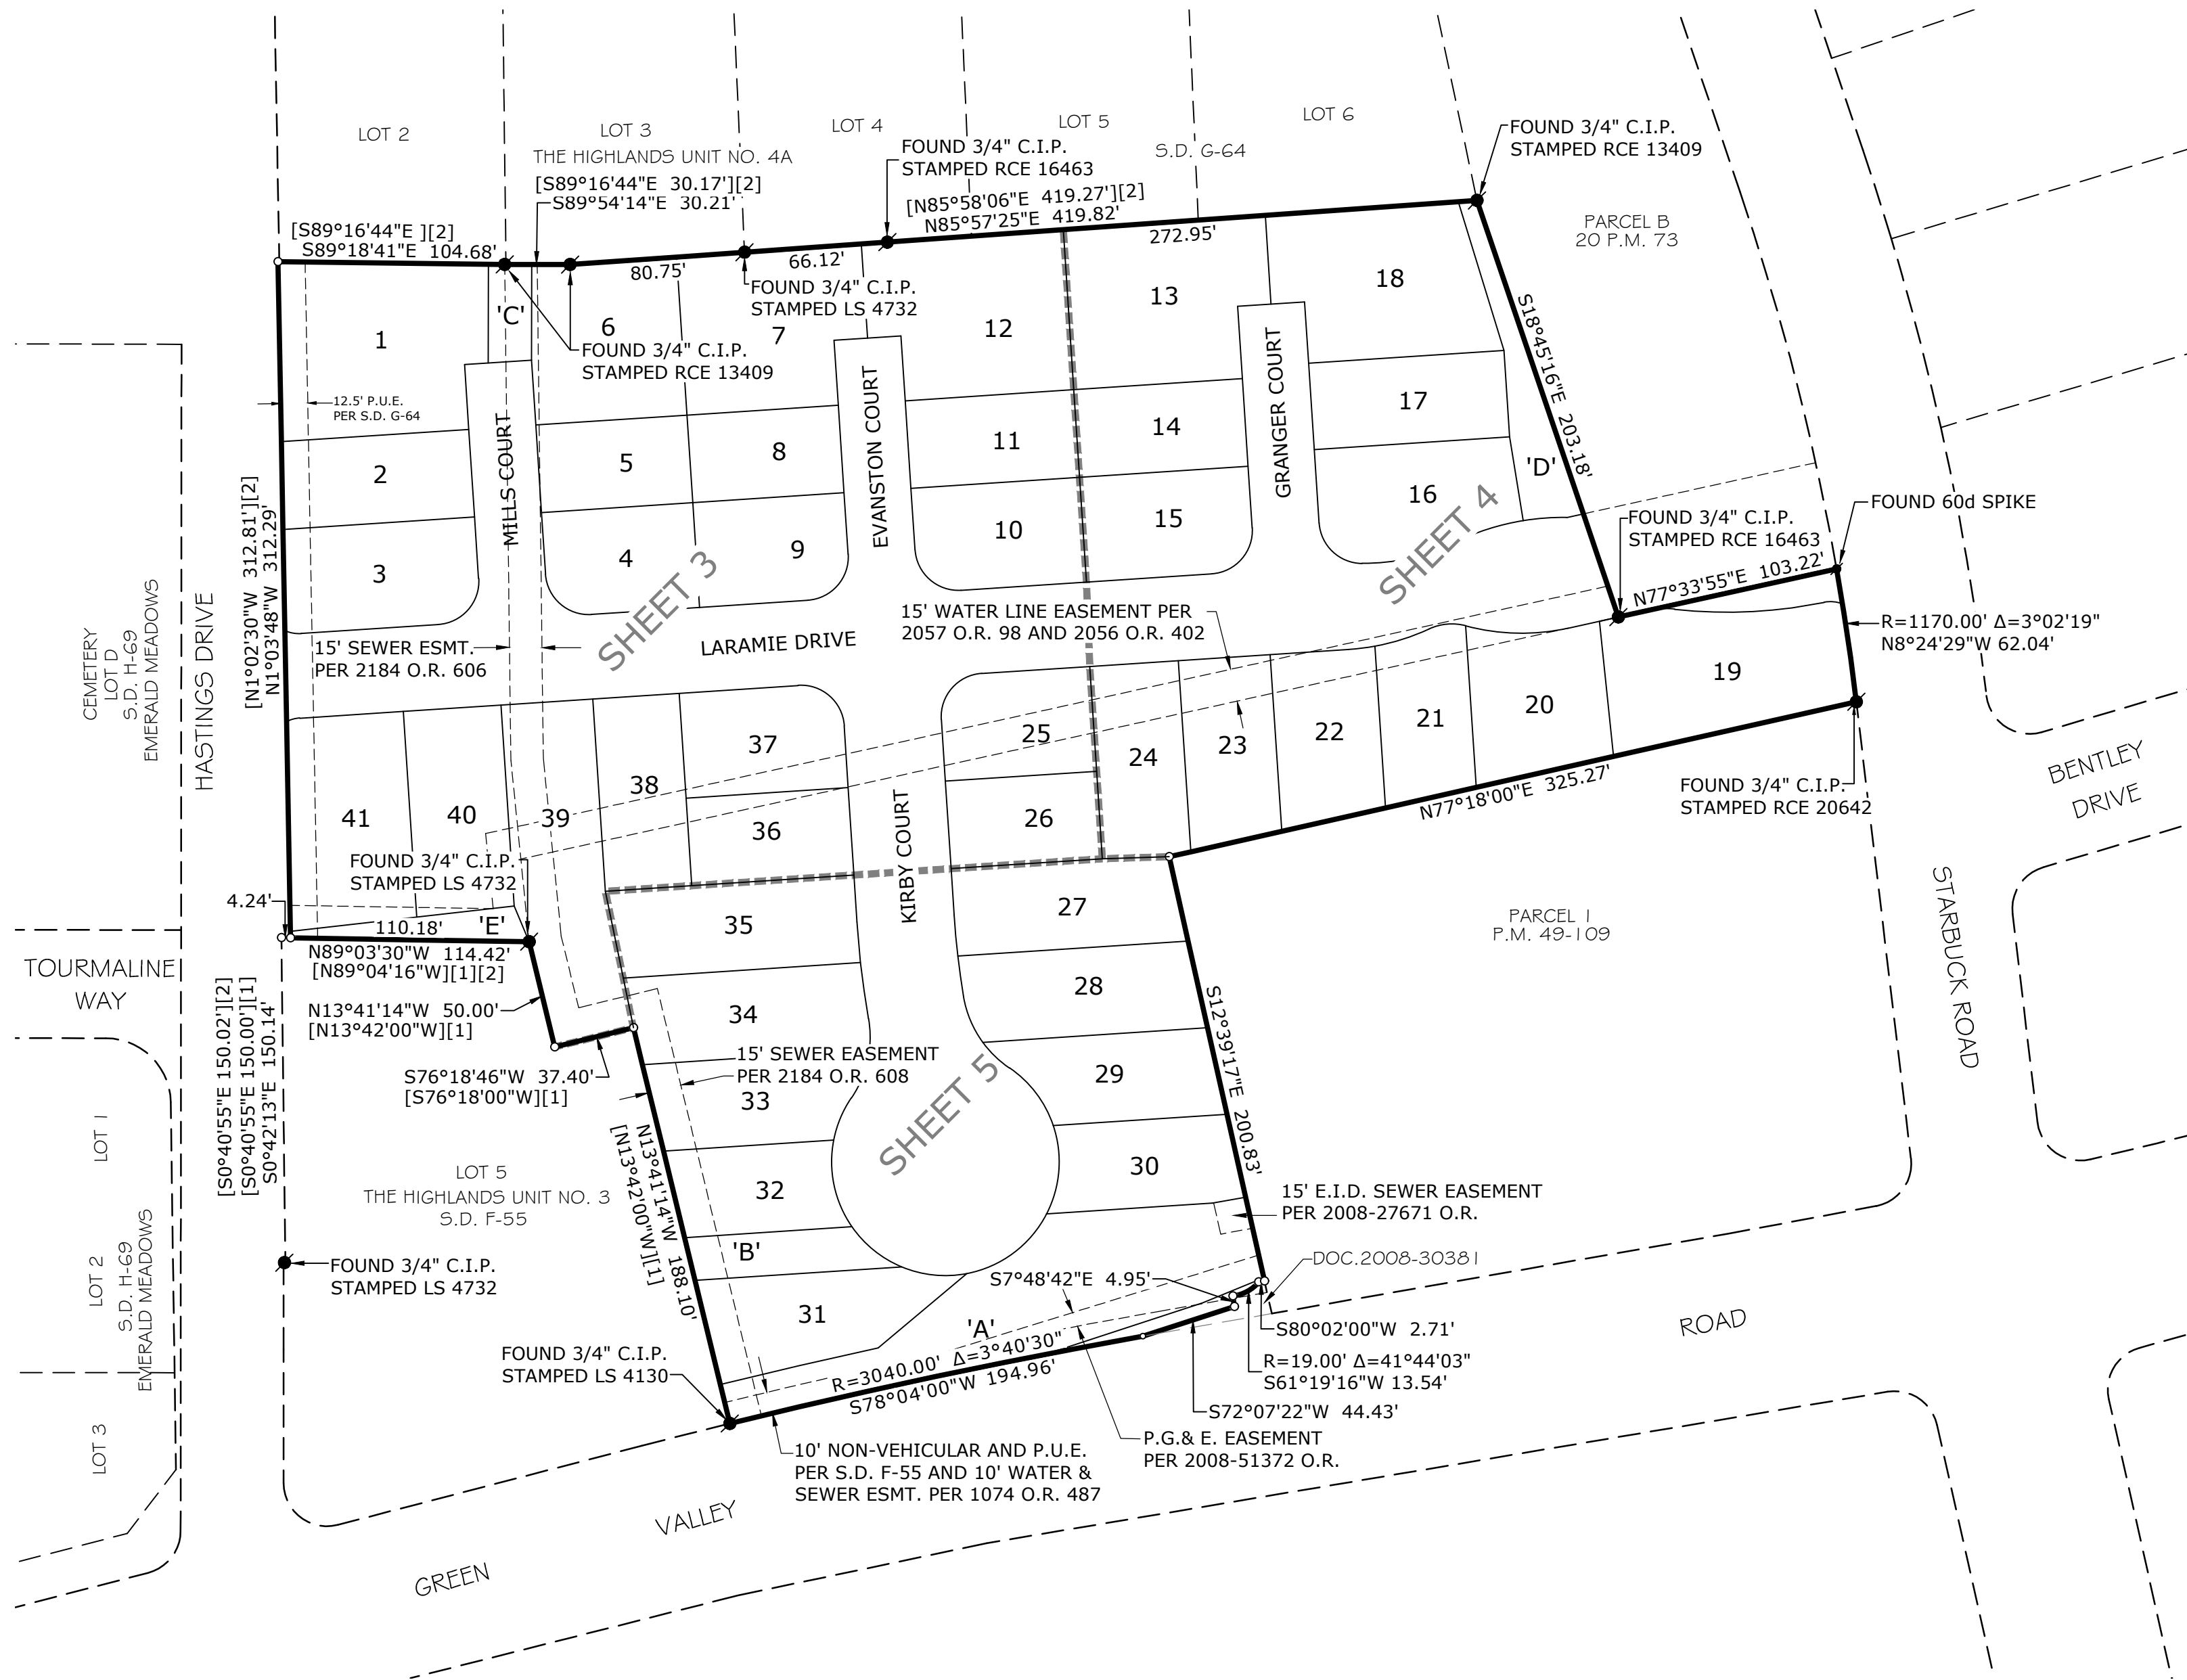 LOT 2
LOT 3
THE HIGHLANDS UNIT NO. 4A
LOT 4
LOT 5
S.D. G-64
LOT 6
FOUND 3/4" C.I.P.
STAMPED RCE 16463
FOUND 3/4" C.I.P.
STAMPED RCE 13409
[S89°16'44"E 30.17'][2]
S89°54'14"E 30.21'
[N85°58'06"E 419.27'][2]
N85°57'25"E 419.82'
[S89°16'44"E ][2]
S89°18'41"E 104.68'
80.75'
66.12'
272.95'
PARCEL B
20 P.M. 73
FOUND 3/4" C.I.P.
STAMPED LS 4732
FOUND 3/4" C.I.P.
STAMPED RCE 13409
'C'
1
6
7
12
13
18
12.5' P.U.E.
PER S.D. G-64
MILLS COURT
EVANSTON COURT
GRANGER COURT
S18°45'16"E 203.18'
2
5
8
11
14
17
3
4
9
10
15
16
'D'
SHEET 3
SHEET 4
FOUND 60d SPIKE
FOUND 3/4" C.I.P.
STAMPED RCE 16463
N77°33'55"E 103.22'
R=1170.00' Δ=3°02'19"
N8°24'29"W 62.04'
[N1°02'30"W 312.81'][2]
N1°03'48"W 312.29'
CEMETERY
LOT D
S.D. H-69
EMERALD MEADOWS
HASTINGS DRIVE
15' SEWER ESMT.
PER 2184 O.R. 606
LARAMIE DRIVE
15' WATER LINE EASEMENT PER
2057 O.R. 98 AND 2056 O.R. 402
19
20
21
22
23
24
25
26
37
36
38
39
40
41
BENTLEY
DRIVE
N77°18'00"E 325.27'
FOUND 3/4" C.I.P.
STAMPED RCE 20642
KIRBY COURT
FOUND 3/4" C.I.P.
STAMPED LS 4732
4.24'
110.18'
'E'
N89°03'30"W 114.42'
[N89°04'16"W][1][2]
TOURMALINE
WAY
N13°41'14"W 50.00'
[N13°42'00"W][1]
S76°18'46"W 37.40'
[S76°18'00"W][1]
[S0°40'55"E 150.02'][2]
[S0°40'55"E 150.00'][1]
S0°42'13"E 150.14'
35
27
34
28
33
29
32
30
'B'
31
15' SEWER EASEMENT
PER 2184 O.R. 608
SHEET 5
S12°39'17"E 200.83'
PARCEL 1
P.M. 49-109
STARBUCK ROAD
LOT 1
LOT 2
S.D. H-69
EMERALD MEADOWS
LOT 3
LOT 5
THE HIGHLANDS UNIT NO. 3
S.D. F-55
N13°41'14"W 188.10'
[N13°42'00"W][1]
15' E.I.D. SEWER EASEMENT
PER 2008-27671 O.R.
DOC.2008-30381
S7°48'42"E 4.95'
FOUND 3/4" C.I.P.
STAMPED LS 4732
'A'
R=3040.00' Δ=3°40'30"
S78°04'00"W 194.96'
S80°02'00"W 2.71'
R=19.00' Δ=41°44'03"
S61°19'16"W 13.54'
S72°07'22"W 44.43'
P.G.& E. EASEMENT
PER 2008-51372 O.R.
FOUND 3/4" C.I.P.
STAMPED LS 4130
10' NON-VEHICULAR AND P.U.E.
PER S.D. F-55 AND 10' WATER &
SEWER ESMT. PER 1074 O.R. 487
GREEN
VALLEY
ROAD